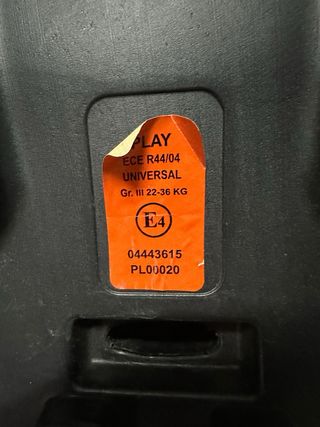 PLAY
ECE R44/04
UNIVERSAL
Gr. III 22-36 KG
E4
04443615
PL00020